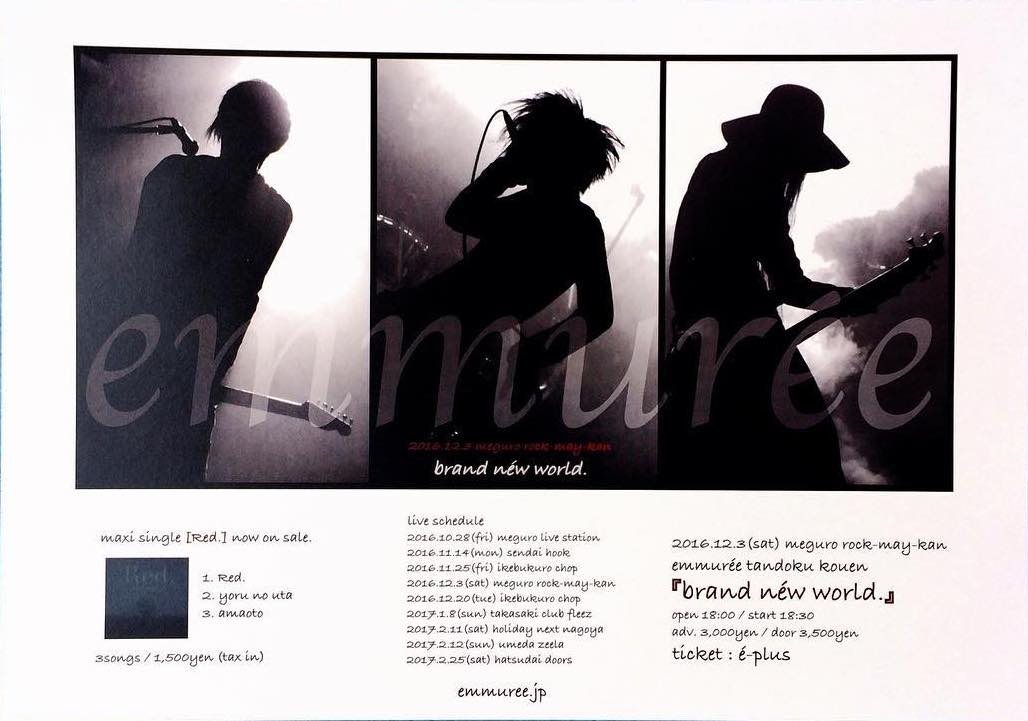 emmurée
2016.12.3 meguro rock-may-kan
brand néw world.
maxi single [Red.] now on sale.
Red.
1. Red.
2. yoru no uta
3. amaoto
3songs / 1,500yen (tax in)
live schedule
2016.10.28(fri) meguro live station
2016.11.14(mon) sendai hook
2016.11.25(fri) ikebukuro chop
2016.12.3(sat) meguro rock-may-kan
2016.12.20(tue) ikebukuro chop
2017.1.8(sun) takasaki club fleez
2017.2.11(sat) holiday next nagoya
2017.2.12(sun) umeda zeela
2017.2.25(sat) hatsudai doors
2016.12.3(sat) meguro rock-may-kan
emmurée tandoku kouen
『brand néw world.』
open 18:00 / start 18:30
adv. 3,000yen / door 3,500yen
ticket : é-plus
emmuree.jp